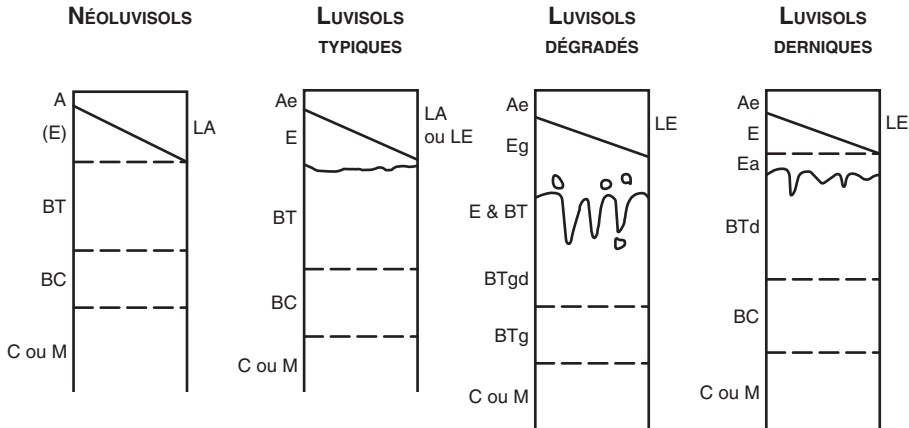 NÉOLUVISOLS
A
(E)
LA
BT
BC
C ou M
LUVISOLS
TYPIQUES
Ae
E
LA
ou LE
BT
BC
C ou M
LUVISOLS
DÉGRADÉS
Ae
LE
Eg
E & BT
BTgd
BTg
C ou M
LUVISOLS
DERNIQUES
Ae
LE
E
Ea
BTd
BC
C ou M